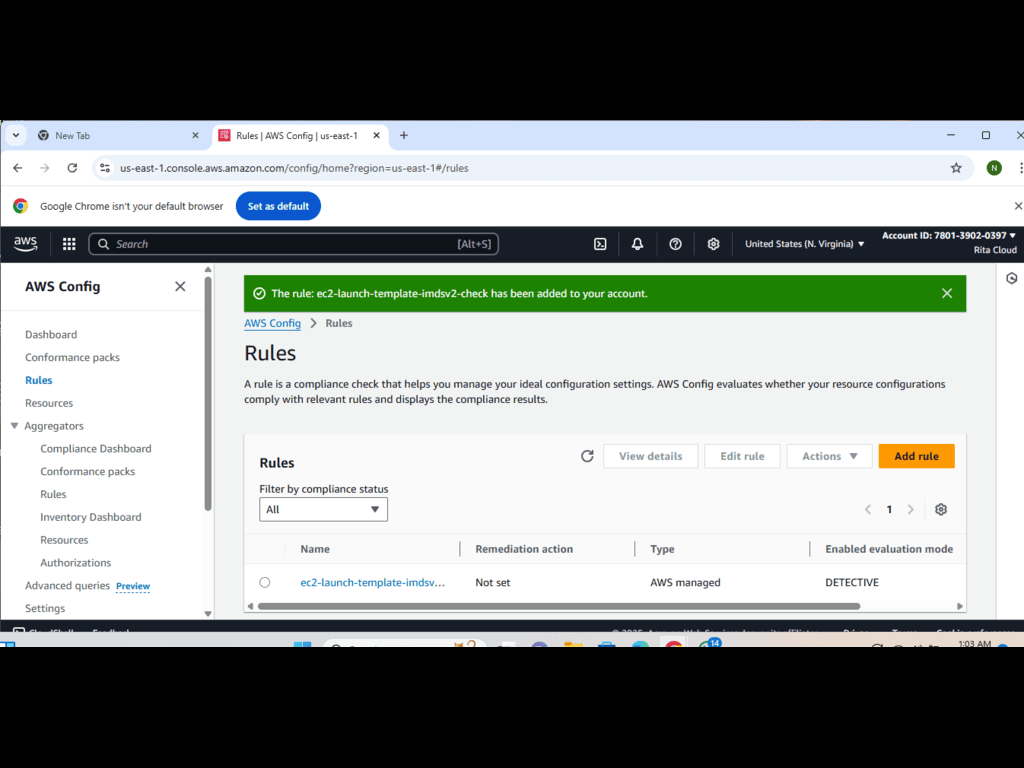 New Tab
Rules | AWS Config | us-east-1
us-east-1.console.aws.amazon.com/config/home?region=us-east-1#/rules
N
Google Chrome isn't your default browser
Set as default
aws
Search
[Alt+S]
United States (N. Virginia)
Account ID: 7801-3902-0397
Rita Cloud
AWS Config
Dashboard
Conformance packs
Rules
Resources
Aggregators
Compliance Dashboard
Conformance packs
Rules
Inventory Dashboard
Resources
Authorizations
Advanced queries Preview
Settings
The rule: ec2-launch-template-imdsv2-check has been added to your account.
AWS Config > Rules
Rules
A rule is a compliance check that helps you manage your ideal configuration settings. AWS Config evaluates whether your resource configurations
comply with relevant rules and displays the compliance results.
Rules
View details
Edit rule
Actions
Add rule
Filter by compliance status
All
1
Name
Remediation action
Type
Enabled evaluation mode
ec2-launch-template-imdsv...
Not set
AWS managed
DETECTIVE
CloudShell
Feedback
14
1:03 AM